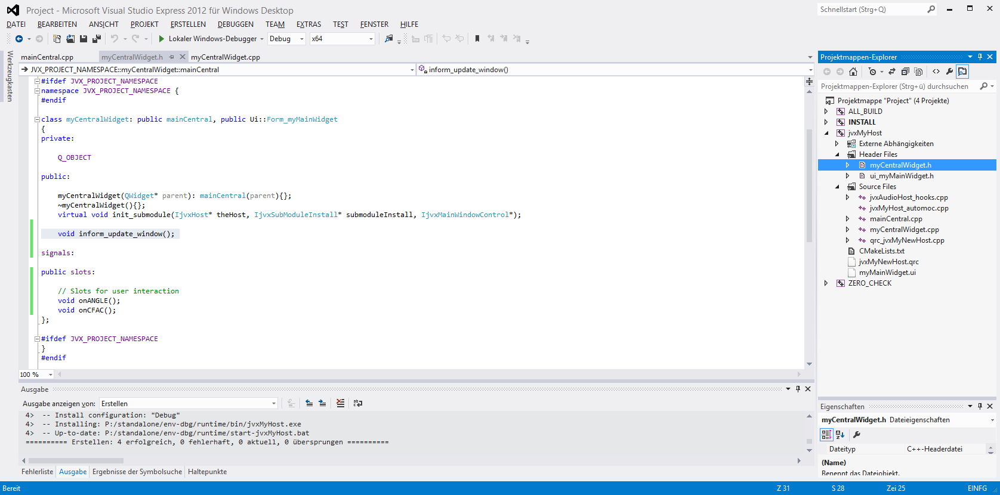 Project - Microsoft Visual Studio Express 2012 für Windows Desktop
Schnellstart (Strg+Q)
DATEI BEARBEITEN ANSICHT PROJEKT ERSTELLEN DEBUGGEN TEAM EXTRAS TEST FENSTER HILFE
Lokaler Windows-Debugger Debug x64
Werkzeugkasten
mainCentral.cpp myCentralWidget.h myCentralWidget.cpp
JVX_PROJECT_NAMESPACE::myCentralWidget::mainCentral inform_update_window()
#ifdef JVX_PROJECT_NAMESPACE
namespace JVX_PROJECT_NAMESPACE {
#endif
class myCentralWidget: public mainCentral, public Ui::Form_myMainWidget
{
private:
Q_OBJECT
public:
myCentralWidget(QWidget* parent): mainCentral(parent){};
~myCentralWidget(){};
virtual void init_submodule(IjvxHost* theHost, IjvxSubModuleInstall* submoduleInstall, IjvxMainWindowControl*);
void inform_update_window();
signals:
public slots:
// Slots for user interaction
void onANGLE();
void onCFAC();
};
#ifdef JVX_PROJECT_NAMESPACE
}
#endif
100 %
Ausgabe
Ausgabe anzeigen von: Erstellen
4> -- Install configuration: "Debug"
4> -- Installing: P:/standalone/env-dbg/runtime/bin/jvxMyHost.exe
4> -- Up-to-date: P:/standalone/env-dbg/runtime/start-jvxMyHost.bat
========== Erstellen: 4 erfolgreich, 0 fehlerhaft, 0 aktuell, 0 übersprungen ==========
Fehlerliste Ausgabe Ergebnisse der Symbolsuche Haltepunkte
Projektmappen-Explorer
Projektmappen-Explorer (Strg+ü) durchsuchen
Projektmappe "Project" (4 Projekte)
ALL_BUILD
INSTALL
jvxMyHost
Externe Abhängigkeiten
Header Files
myCentralWidget.h
ui_myMainWidget.h
Source Files
jvxAudioHost_hooks.cpp
jvxMyHost_automoc.cpp
mainCentral.cpp
myCentralWidget.cpp
qrc_jvxMyNewHost.cpp
CMakeLists.txt
jvxMyNewHost.qrc
myMainWidget.ui
ZERO_CHECK
Eigenschaften
myCentralWidget.h Dateieigenschaften
Dateityp C++-Headerdatei
(Name)
Benennt das Dateiobjekt.
Bereit Z 31 S 28 Zei 25 EINFG